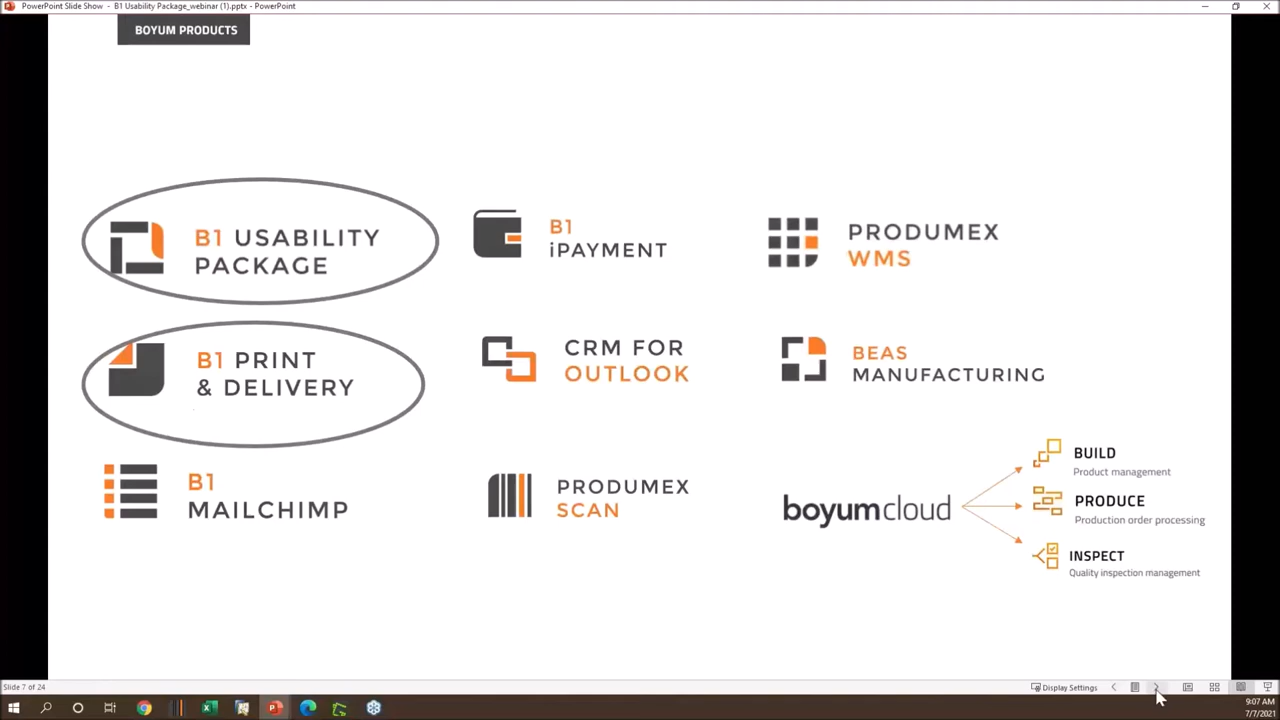 PowerPoint Slide Show - B1 Usability Package_webinar (1).pptx - PowerPoint
BOYUM PRODUCTS
B1 USABILITY
PACKAGE
B1
iPAYMENT
PRODUMEX
WMS
B1 PRINT
& DELIVERY
CRM FOR
OUTLOOK
BEAS
MANUFACTURING
B1
MAILCHIMP
PRODUMEX
SCAN
boyumcloud
BUILD
Product management
PRODUCE
Production order processing
INSPECT
Quality inspection management
Slide 7 of 24
Display Settings
9:07 AM
7/7/2021